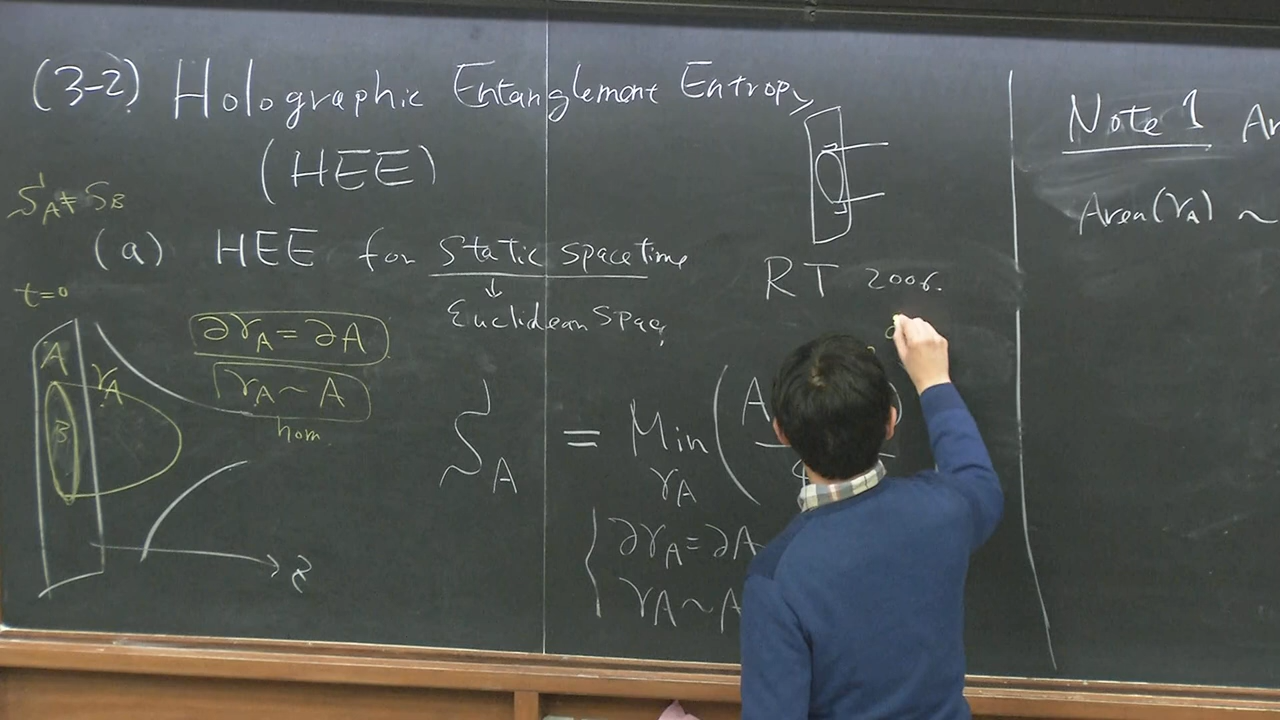 (3-2) Holographic Entanglement Entropy
(HEE)
S_A ≠ S_B
(a) HEE for static spacetime
↓
Euclidean Space
RT 2006.
t=0
A
B
γ_A
∂γ_A = ∂A
γ_A ~ A
hom.
z
S_A = Min
γ_A
∂γ_A = ∂A
γ_A ~ A
Note 1
Area(γ_A) ~